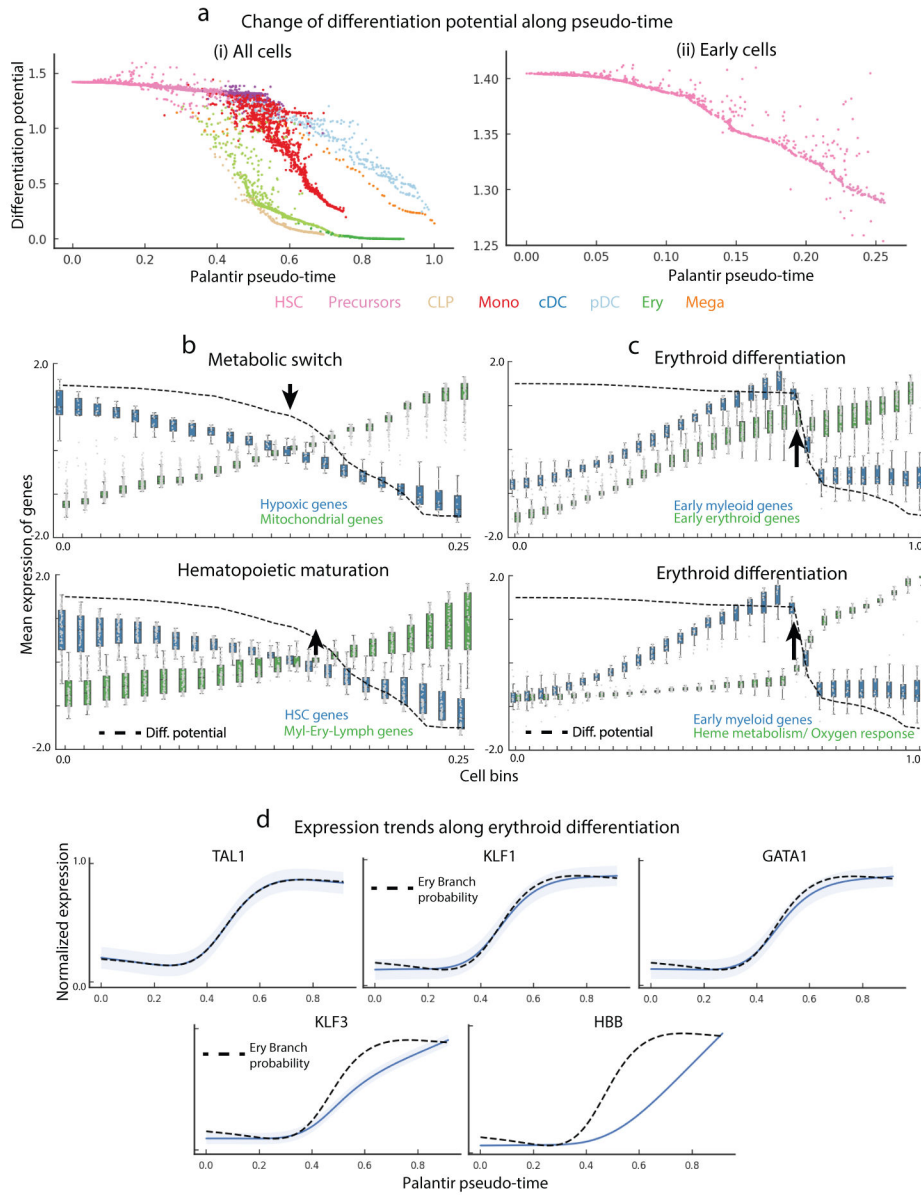 a Change of differentiation potential along pseudo-time
(i) All cells
(ii) Early cells
Differentiation potential
1.5
1.0
0.5
0.0
0.0 0.2 0.4 0.6 0.8 1.0
Palantir pseudo-time
1.40
1.35
1.30
1.25
0.00 0.05 0.10 0.15 0.20 0.25
Palantir pseudo-time
HSC Precursors CLP Mono cDC pDC Ery Mega
b Metabolic switch
c Erythroid differentiation
Mean expression of genes
2.0
-2.0
Hypoxic genes
Mitochondrial genes
0.0 0.25
2.0
-2.0
Early myeloid genes
Early erythroid genes
0.0 1.0
Hematopoietic maturation
2.0
-2.0
HSC genes
Myl-Ery-Lymph genes
Diff. potential
0.0 0.25
Erythroid differentiation
2.0
-2.0
Early myeloid genes
Heme metabolism/ Oxygen response
Diff. potential
0.0 1.0
Cell bins
d Expression trends along erythroid differentiation
Normalized expression
TAL1
1.0
0.0
0.0 0.2 0.4 0.6 0.8
KLF1
Ery Branch
probability
0.0 0.2 0.4 0.6 0.8
GATA1
0.0 0.2 0.4 0.6 0.8
KLF3
Ery Branch
probability
0.0 0.2 0.4 0.6 0.8
HBB
0.0 0.2 0.4 0.6 0.8
Palantir pseudo-time